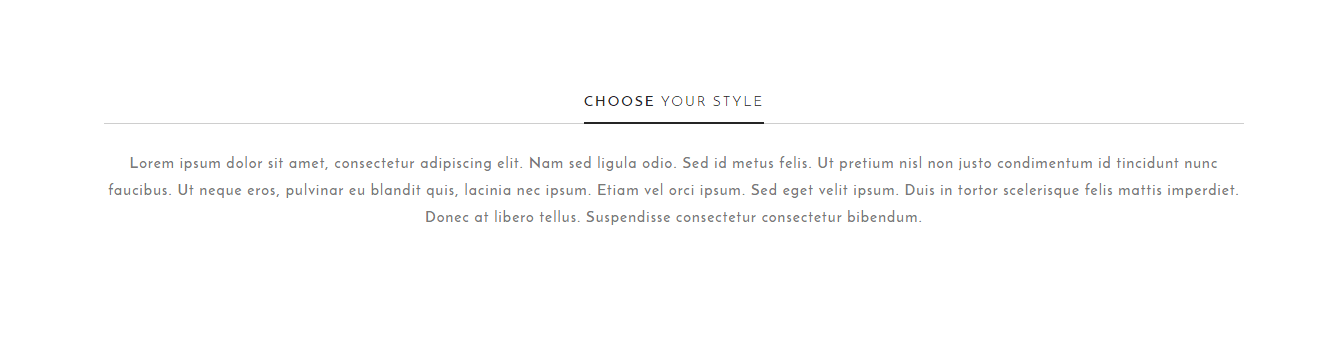 CHOOSE YOUR STYLE
Lorem ipsum dolor sit amet, consectetur adipiscing elit. Nam sed ligula odio. Sed id metus felis. Ut pretium nisl non justo condimentum id tincidunt nunc
faucibus. Ut neque eros, pulvinar eu blandit quis, lacinia nec ipsum. Etiam vel orci ipsum. Sed eget velit ipsum. Duis in tortor scelerisque felis mattis imperdiet.
Donec at libero tellus. Suspendisse consectetur consectetur bibendum.